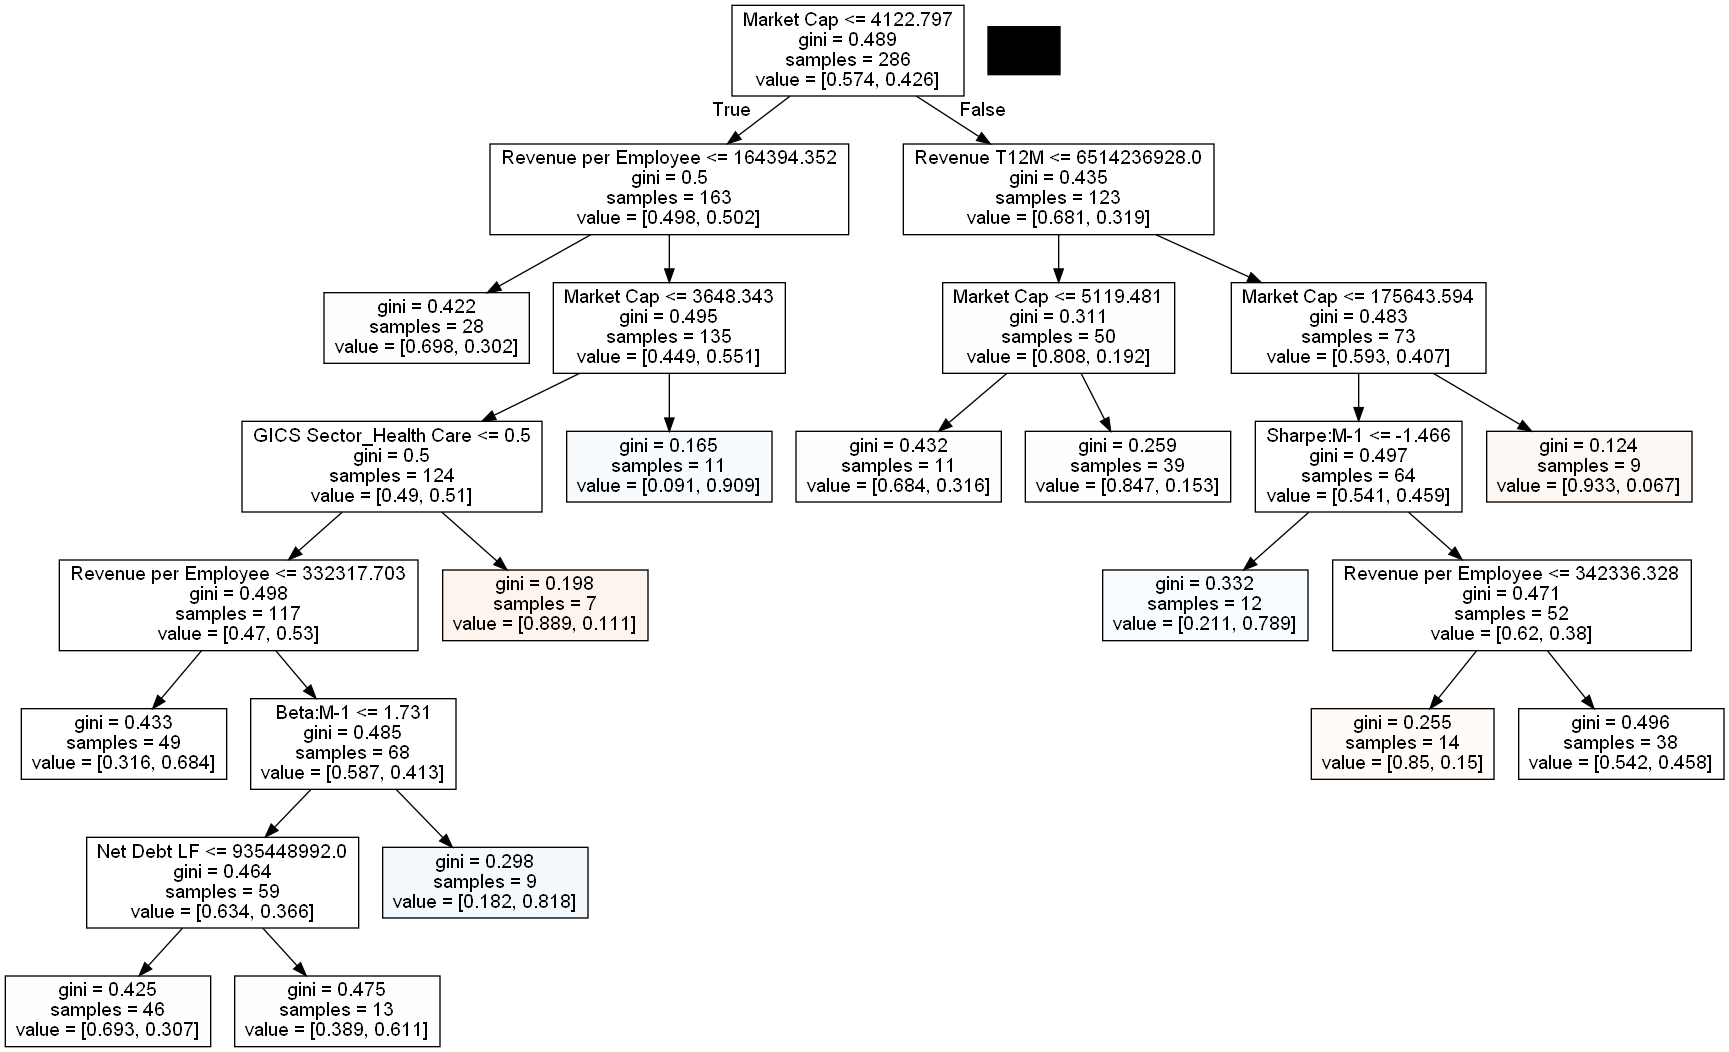 Market Cap <= 4122.797
gini = 0.489
samples = 286
value = [0.574, 0.426]
True
False
Revenue per Employee <= 164394.352
gini = 0.5
samples = 163
value = [0.498, 0.502]
Revenue T12M <= 6514236928.0
gini = 0.435
samples = 123
value = [0.681, 0.319]
gini = 0.422
samples = 28
value = [0.698, 0.302]
Market Cap <= 3648.343
gini = 0.495
samples = 135
value = [0.449, 0.551]
Market Cap <= 5119.481
gini = 0.311
samples = 50
value = [0.808, 0.192]
Market Cap <= 175643.594
gini = 0.483
samples = 73
value = [0.593, 0.407]
GICS Sector_Health Care <= 0.5
gini = 0.5
samples = 124
value = [0.49, 0.51]
gini = 0.165
samples = 11
value = [0.091, 0.909]
gini = 0.432
samples = 11
value = [0.684, 0.316]
gini = 0.259
samples = 39
value = [0.847, 0.153]
Sharpe:M-1 <= -1.466
gini = 0.497
samples = 64
value = [0.541, 0.459]
gini = 0.124
samples = 9
value = [0.933, 0.067]
Revenue per Employee <= 332317.703
gini = 0.498
samples = 117
value = [0.47, 0.53]
gini = 0.198
samples = 7
value = [0.889, 0.111]
gini = 0.332
samples = 12
value = [0.211, 0.789]
Revenue per Employee <= 342336.328
gini = 0.471
samples = 52
value = [0.62, 0.38]
gini = 0.433
samples = 49
value = [0.316, 0.684]
Beta:M-1 <= 1.731
gini = 0.485
samples = 68
value = [0.587, 0.413]
gini = 0.255
samples = 14
value = [0.85, 0.15]
gini = 0.496
samples = 38
value = [0.542, 0.458]
Net Debt LF <= 935448992.0
gini = 0.464
samples = 59
value = [0.634, 0.366]
gini = 0.298
samples = 9
value = [0.182, 0.818]
gini = 0.425
samples = 46
value = [0.693, 0.307]
gini = 0.475
samples = 13
value = [0.389, 0.611]